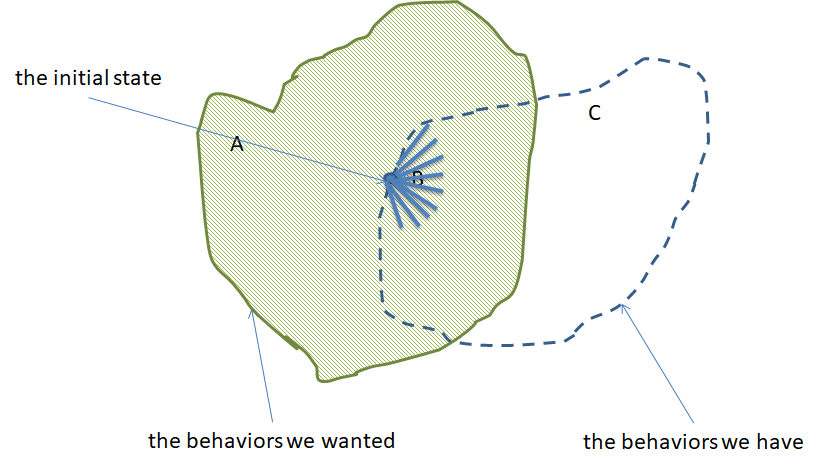 the initial state
C
A
B
the behaviors we wanted
the behaviors we have